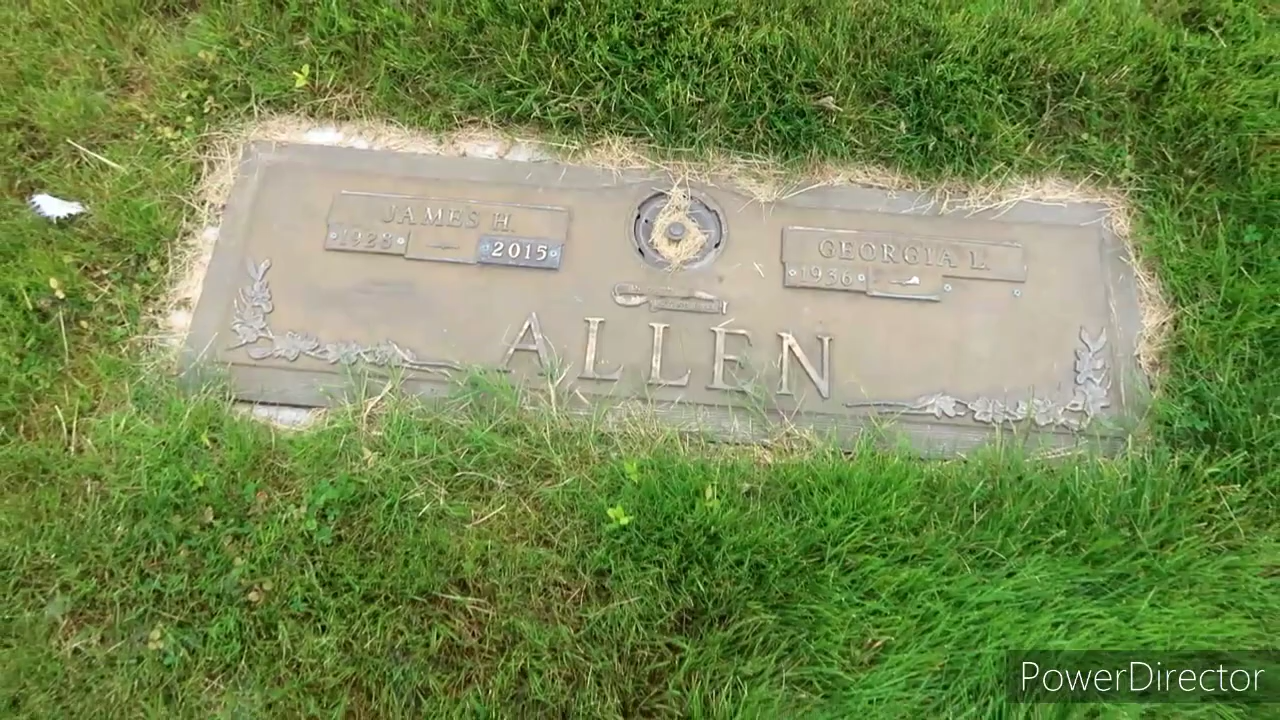 JAMES H.
1928 2015
GEORGIA L.
1936
ALLEN
PowerDirector